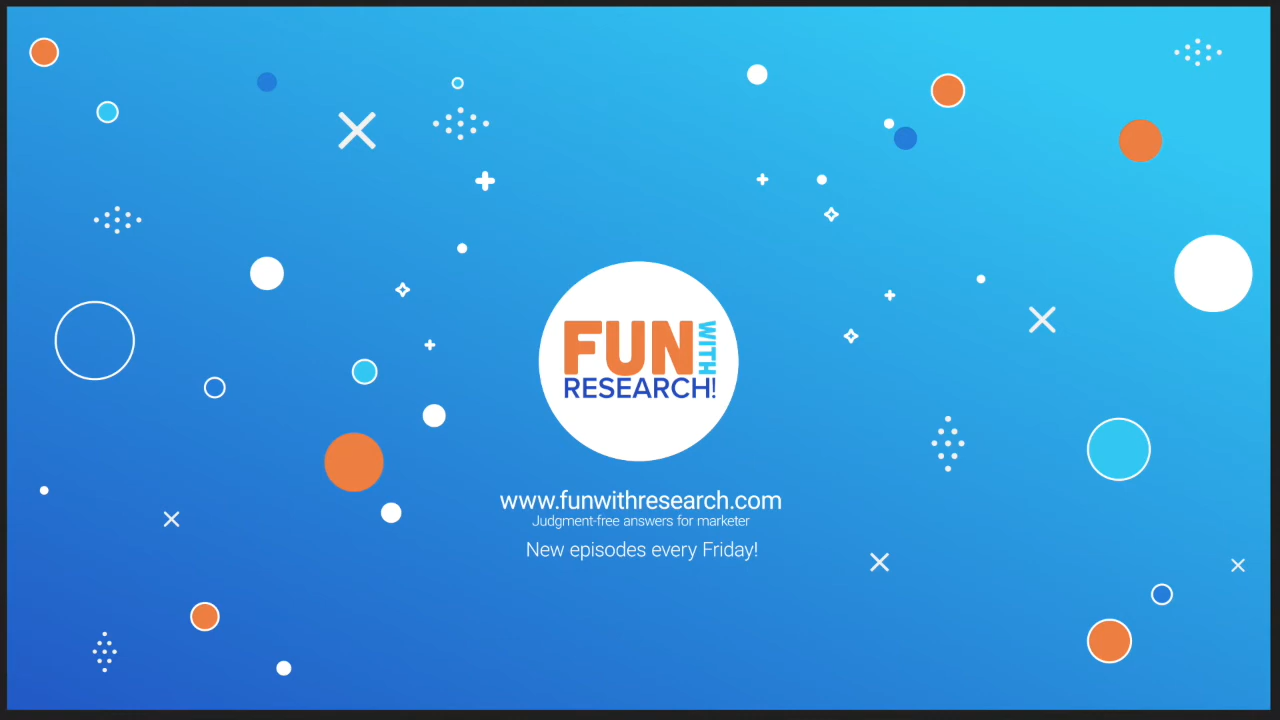 FUN WITH
RESEARCH!
www.funwithresearch.com
Judgment-free answers for marketer
New episodes every Friday!